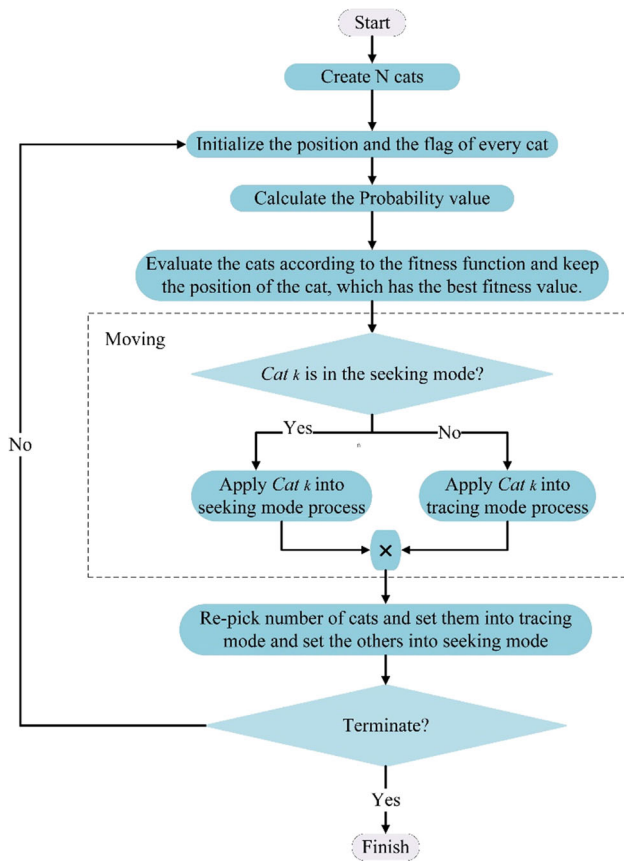 Start
Create N cats
Initialize the position and the flag of every cat
Calculate the Probability value
Evaluate the cats according to the fitness function and keep
the position of the cat, which has the best fitness value.
Moving
Cat k is in the seeking mode?
Yes
No
n
Apply Cat k into
seeking mode process
Apply Cat k into
tracing mode process
×
Re-pick number of cats and set them into tracing
mode and set the others into seeking mode
Terminate?
No
Yes
Finish